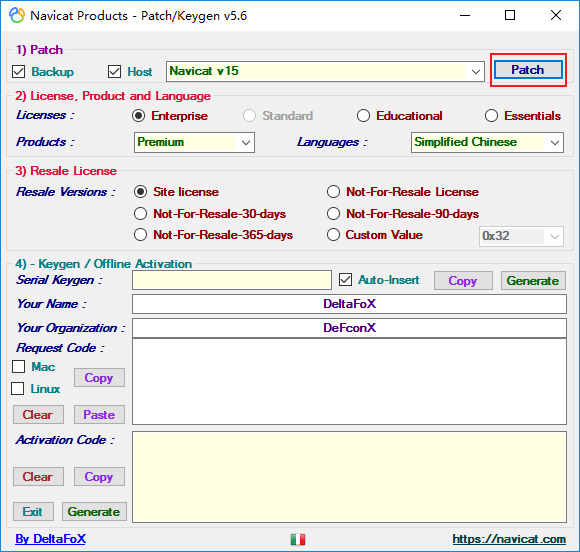 Navicat Products - Patch/Keygen v5.6
1) Patch
Backup Host Navicat v15 Patch
2) License, Product and Language
Licenses : Enterprise Standard Educational Essentials
Products : Premium Languages : Simplified Chinese
3) Resale License
Resale Versions : Site license Not-For-Resale License
Not-For-Resale-30-days Not-For-Resale-90-days
Not-For-Resale-365-days Custom Value 0x32
4) - Keygen / Offline Activation
Serial Keygen : Auto-Insert Copy Generate
Your Name : DeltaFoX
Your Organization : DeFconX
Request Code :
Mac
Linux
Copy
Clear Paste
Activation Code :
Clear Copy
Exit Generate
By DeltaFoX https://navicat.com